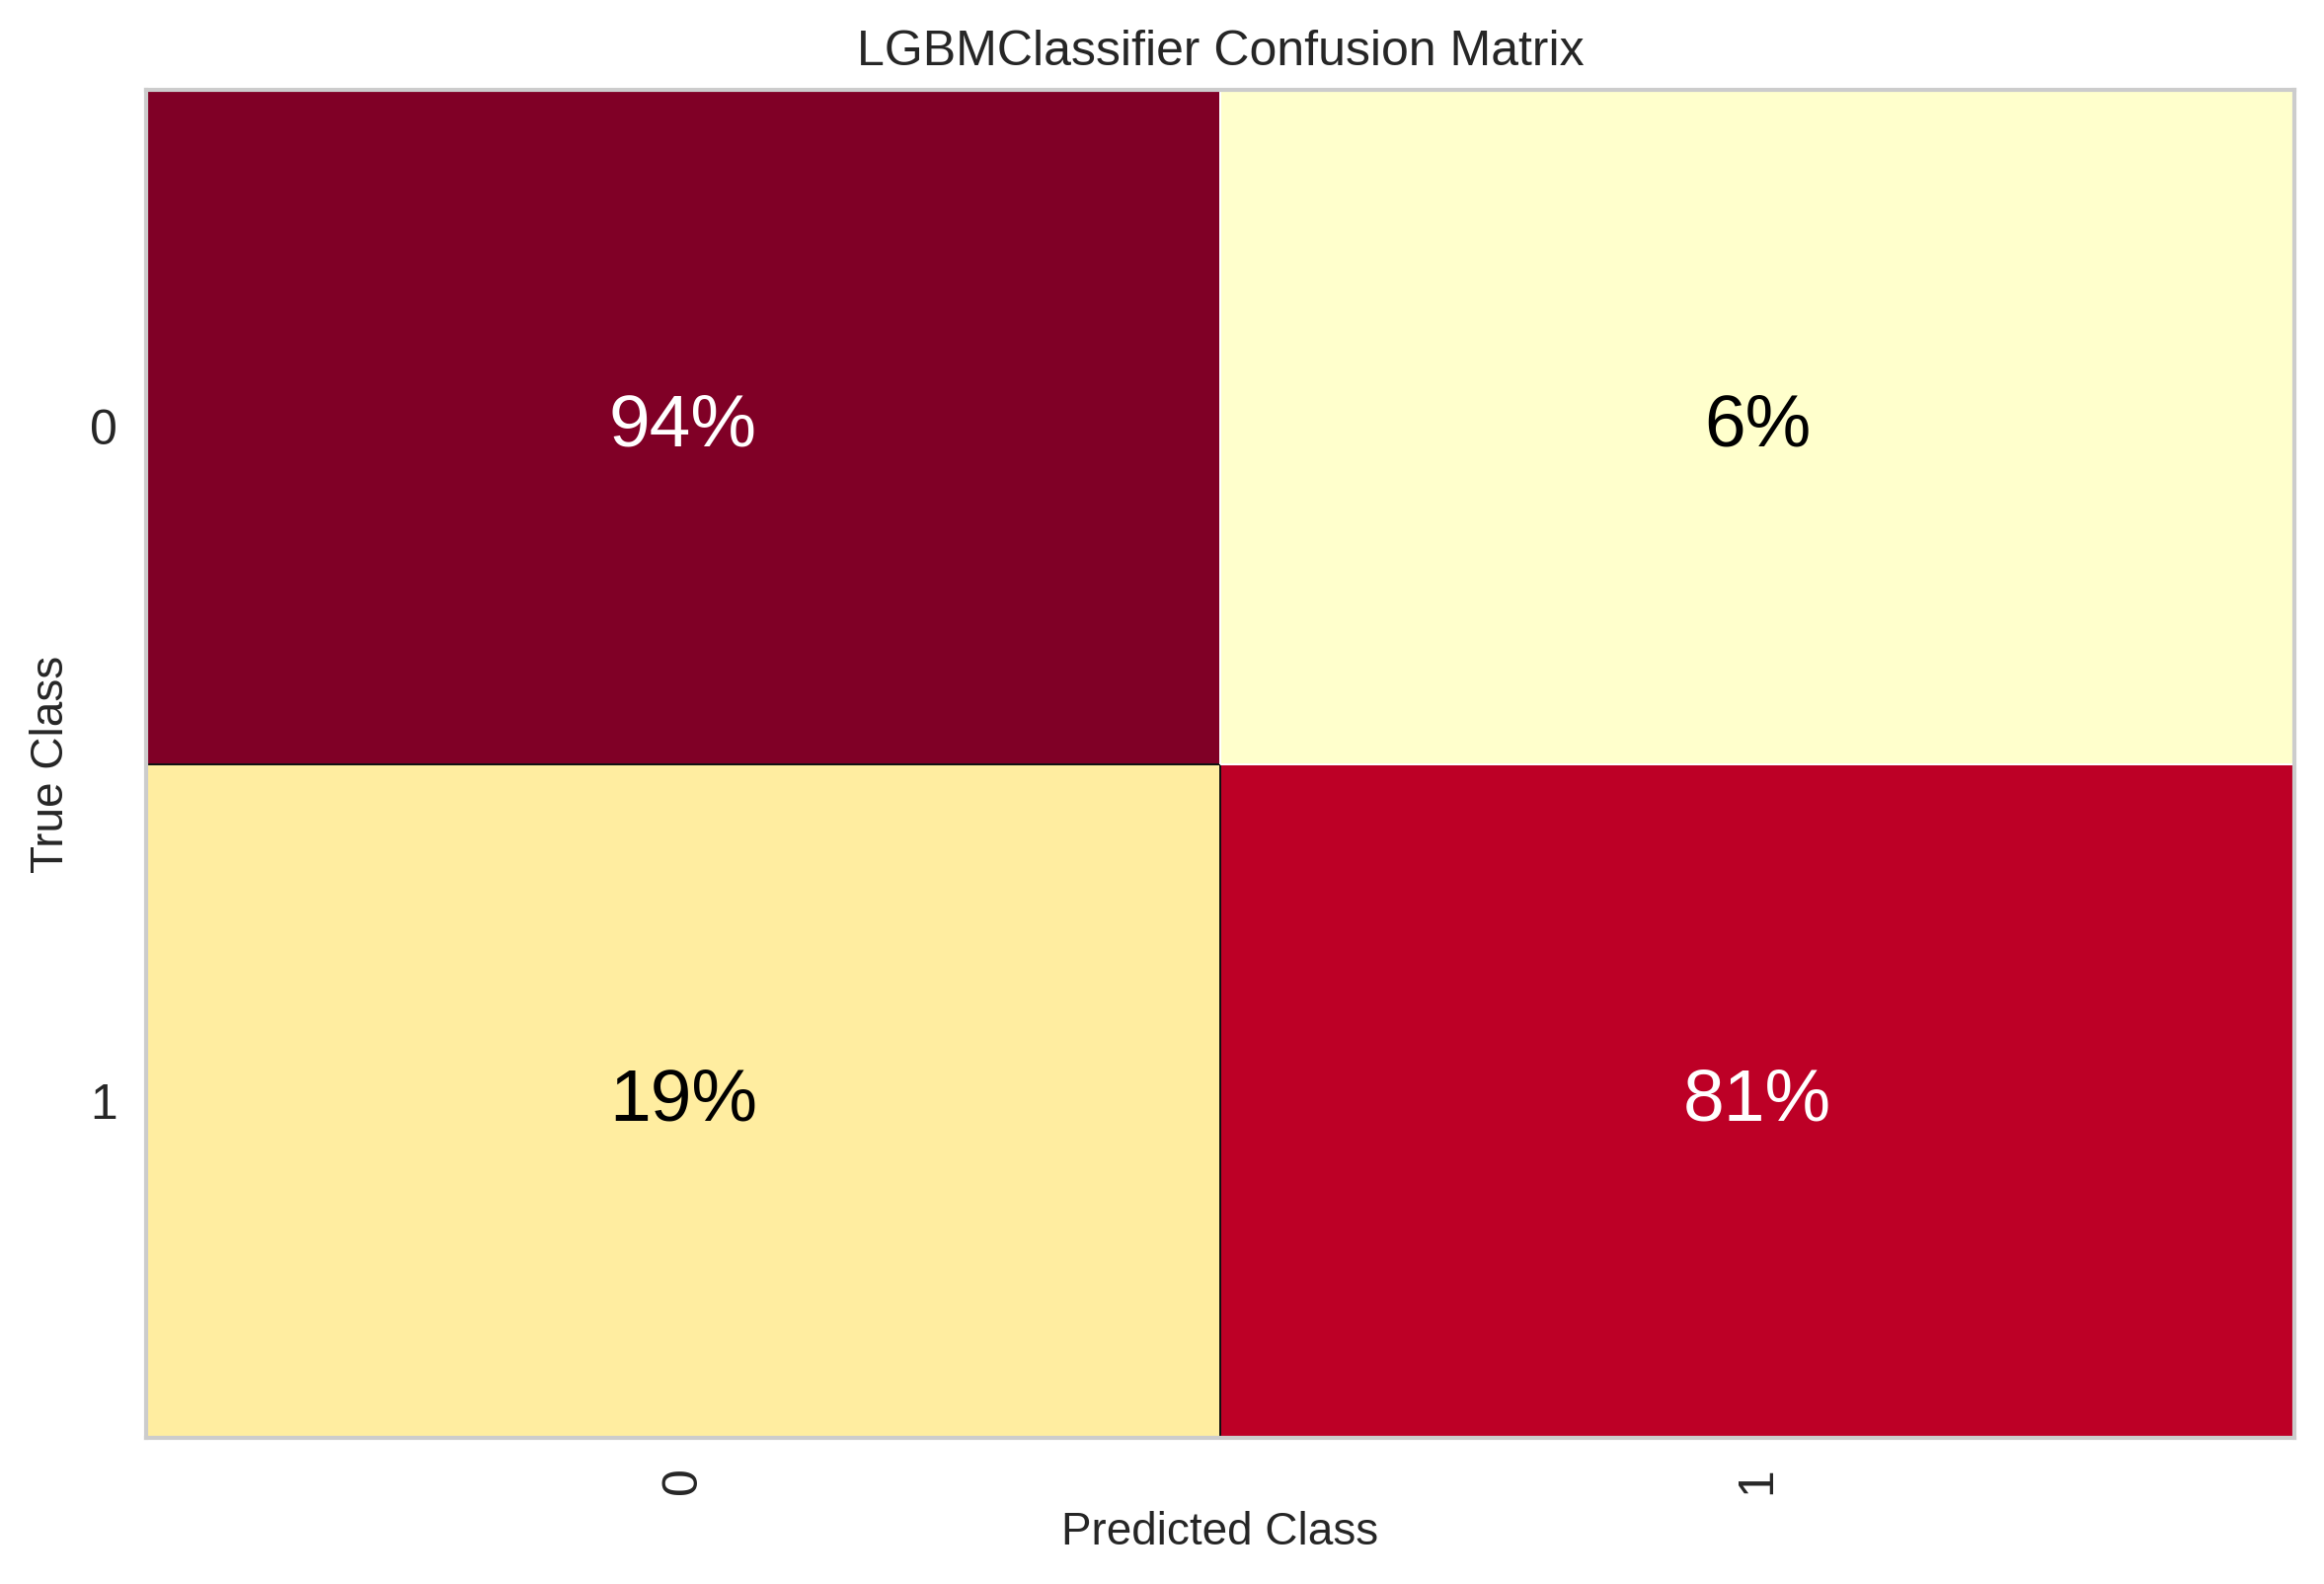 LGBMClassifier Confusion Matrix
94%
6%
0
True Class
19%
81%
1
0
1
Predicted Class